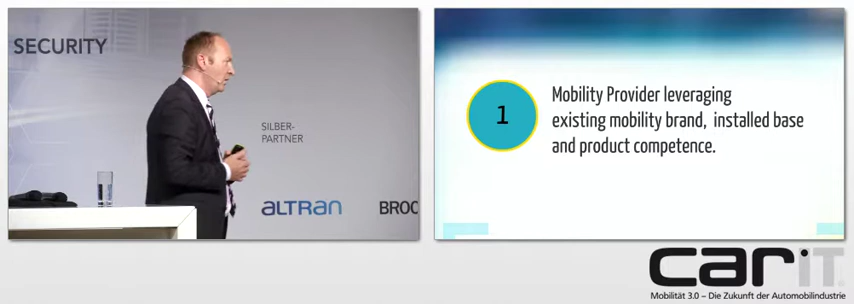 SECURITY
SILBER-
PARTNER
altran
BROC
1
Mobility Provider leveraging
existing mobility brand, installed base
and product competence.
carIT
Mobilität 3.0 – Die Zukunft der Automobilindustrie